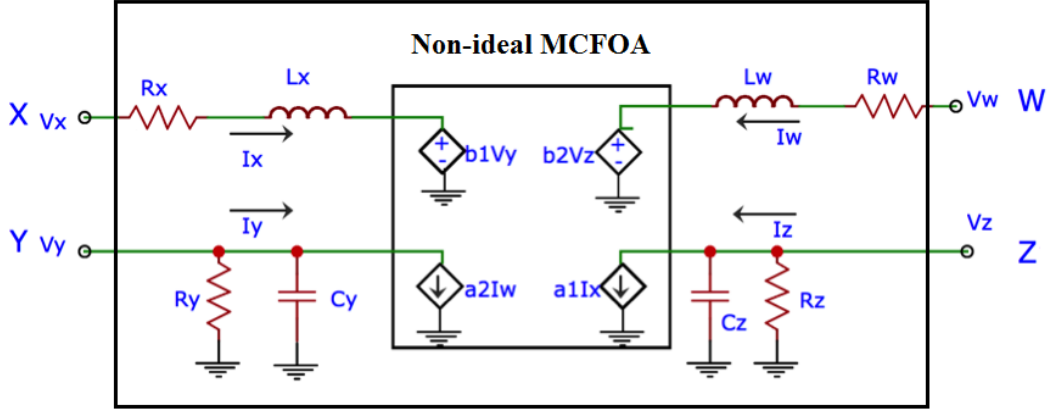 Non-ideal MCFOA
Rx
Lx
Lw
Rw
X
Vx
Vw
W
Ix
Iw
+
-
b1Vy
b2Vz
+
-
Iy
Iz
Vz
Y
Vy
Z
Ry
Cy
a2Iw
a1Ix
Cz
Rz